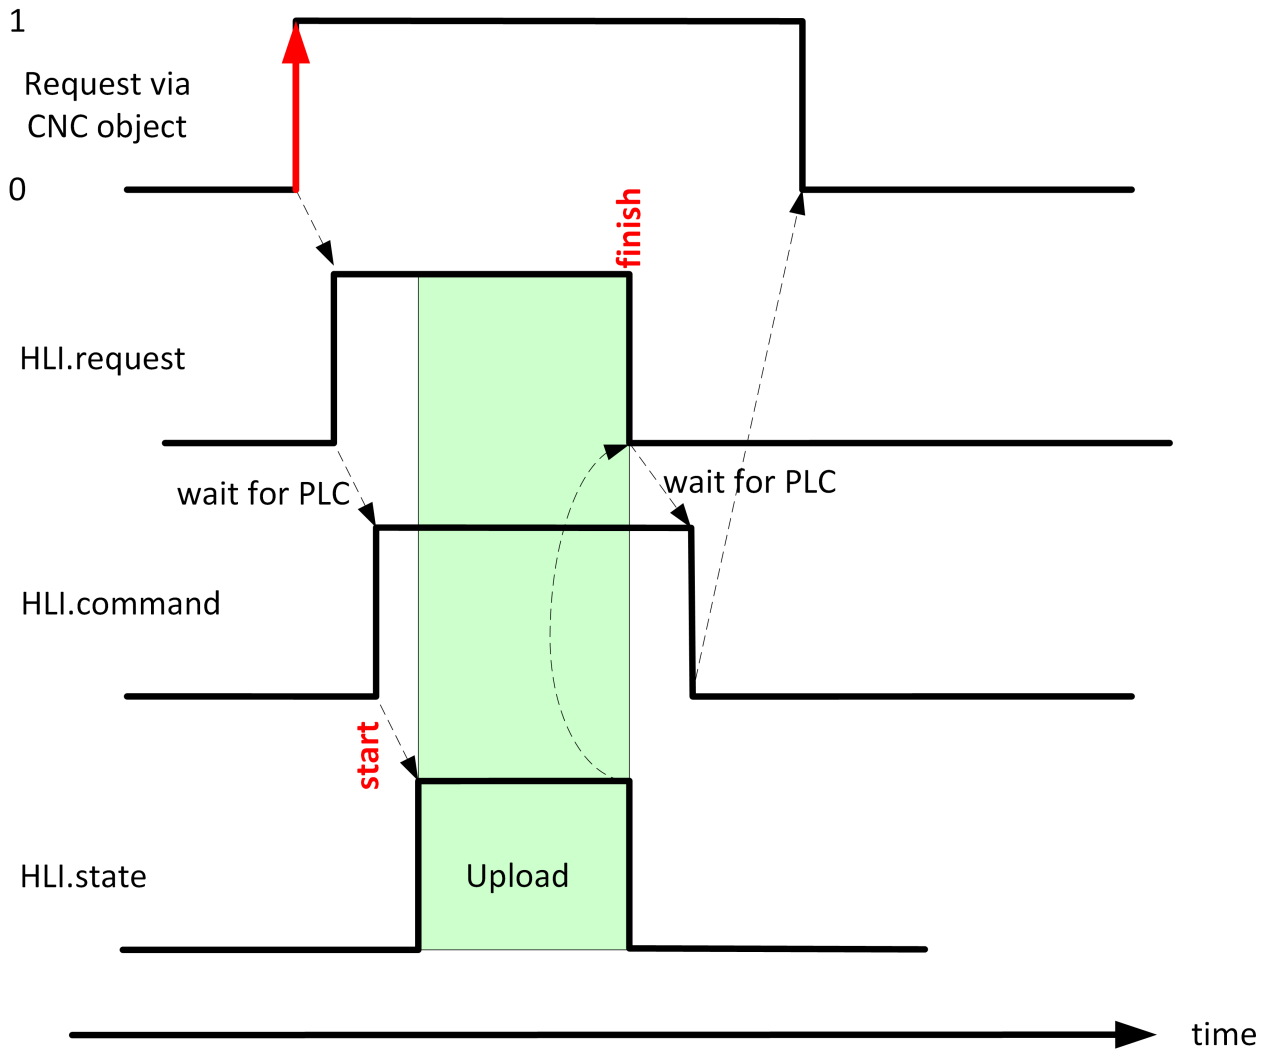 1
Request via
CNC object
0
finish
HLI.request
wait for PLC
wait for PLC
HLI.command
start
HLI.state
Upload
time